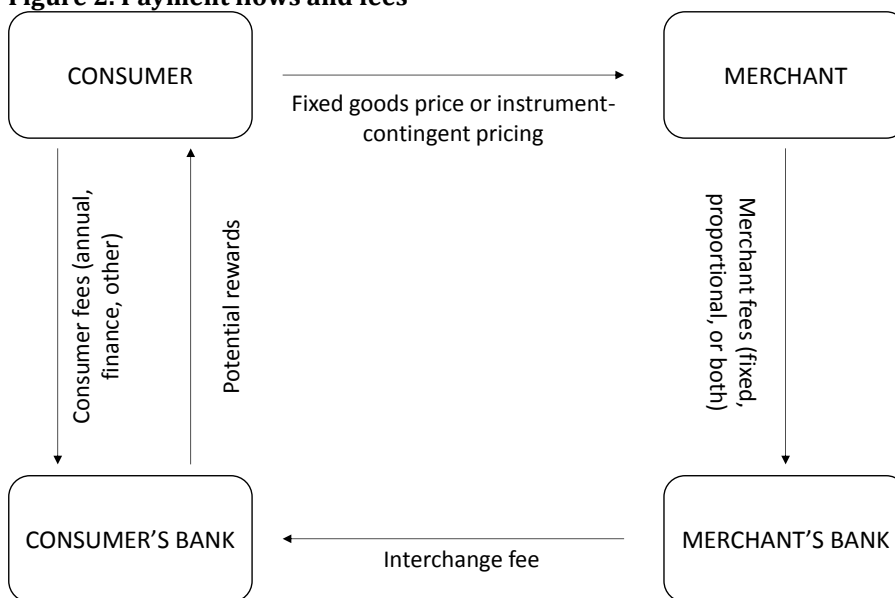 Figure 2. Payment flows and fees
CONSUMER
MERCHANT
Fixed goods price or instrument-
contingent pricing
Consumer fees (annual,
finance, other)
Potential rewards
Merchant fees (fixed,
proportional, or both)
CONSUMER’S BANK
MERCHANT’S BANK
Interchange fee